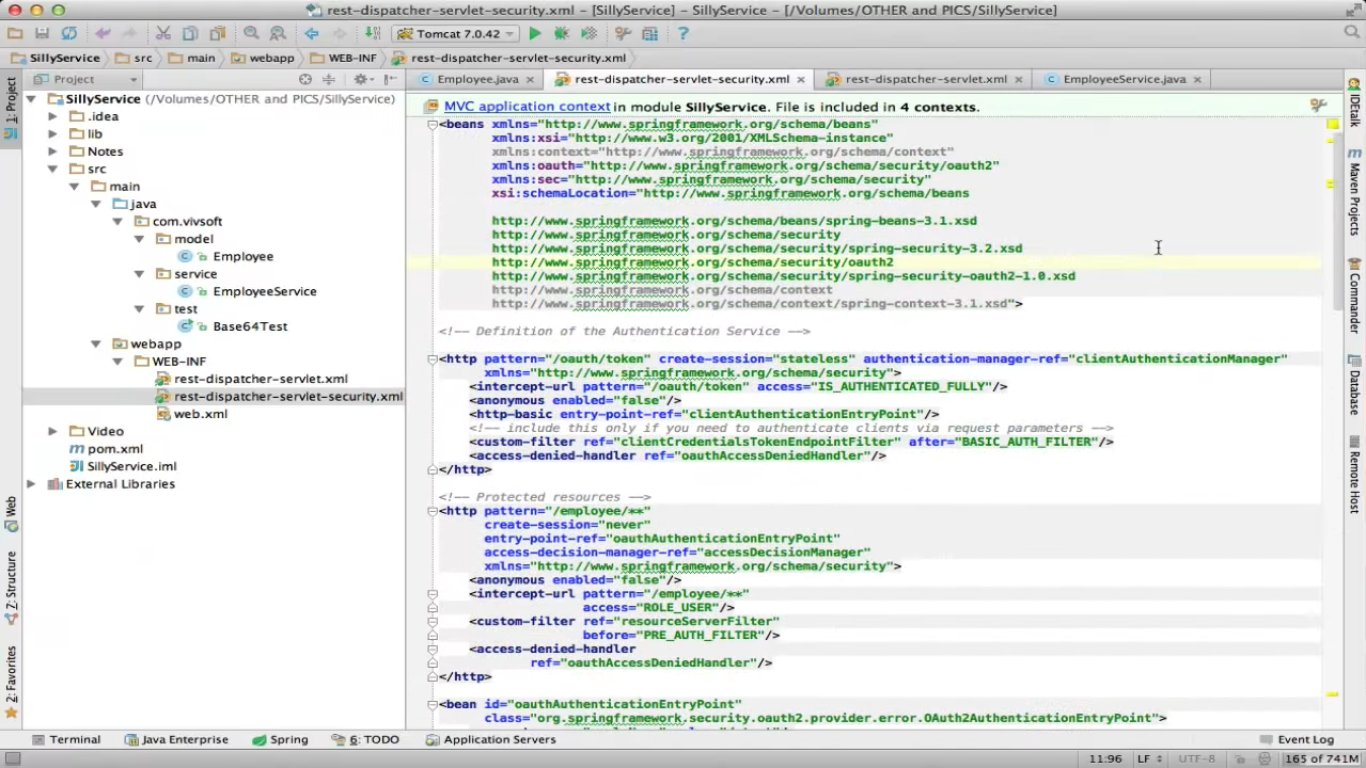 rest-dispatcher-servlet-security.xml - [SillyService] - SillyService - [/Volumes/OTHER and PICS/SillyService]
Tomcat 7.0.42
SillyService src main webapp WEB-INF rest-dispatcher-servlet-security.xml
Project
Employee.java
rest-dispatcher-servlet-security.xml
rest-dispatcher-servlet.xml
EmployeeService.java
1: Project
Web
Z: Structure
2: Favorites
SillyService (/Volumes/OTHER and PICS/SillyService)
.idea
lib
Notes
src
main
java
com.vivsoft
model
Employee
service
EmployeeService
test
Base64Test
webapp
WEB-INF
rest-dispatcher-servlet.xml
rest-dispatcher-servlet-security.xml
web.xml
Video
pom.xml
SillyService.iml
External Libraries
MVC application context in module SillyService. File is included in 4 contexts.
<beans xmlns="http://www.springframework.org/schema/beans"
xmlns:xsi="http://www.w3.org/2001/XMLSchema-instance"
xmlns:context="http://www.springframework.org/schema/context"
xmlns:oauth="http://www.springframework.org/schema/security/oauth2"
xmlns:sec="http://www.springframework.org/schema/security"
xsi:schemaLocation="http://www.springframework.org/schema/beans
http://www.springframework.org/schema/beans/spring-beans-3.1.xsd
http://www.springframework.org/schema/security
http://www.springframework.org/schema/security/spring-security-3.2.xsd
http://www.springframework.org/schema/security/oauth2
http://www.springframework.org/schema/security/spring-security-oauth2-1.0.xsd
http://www.springframework.org/schema/context
http://www.springframework.org/schema/context/spring-context-3.1.xsd">
<!-- Definition of the Authentication Service -->
<http pattern="/oauth/token" create-session="stateless" authentication-manager-ref="clientAuthenticationManager"
xmlns="http://www.springframework.org/schema/security">
<intercept-url pattern="/oauth/token" access="IS_AUTHENTICATED_FULLY"/>
<anonymous enabled="false"/>
<http-basic entry-point-ref="clientAuthenticationEntryPoint"/>
<!-- include this only if you need to authenticate clients via request parameters -->
<custom-filter ref="clientCredentialsTokenEndpointFilter" after="BASIC_AUTH_FILTER"/>
<access-denied-handler ref="oauthAccessDeniedHandler"/>
</http>
<!-- Protected resources -->
<http pattern="/employee/**"
create-session="never"
entry-point-ref="oauthAuthenticationEntryPoint"
access-decision-manager-ref="accessDecisionManager"
xmlns="http://www.springframework.org/schema/security">
<anonymous enabled="false"/>
<intercept-url pattern="/employee/**"
access="ROLE_USER"/>
<custom-filter ref="resourceServerFilter"
before="PRE_AUTH_FILTER"/>
<access-denied-handler
ref="oauthAccessDeniedHandler"/>
</http>
<bean id="oauthAuthenticationEntryPoint"
class="org.springframework.security.oauth2.provider.error.OAuth2AuthenticationEntryPoint">
IDEtalk
Maven Projects
Commander
Database
Remote Host
Terminal
Java Enterprise
Spring
6: TODO
Application Servers
Event Log
11:96 LF UTF-8 165 of 741M